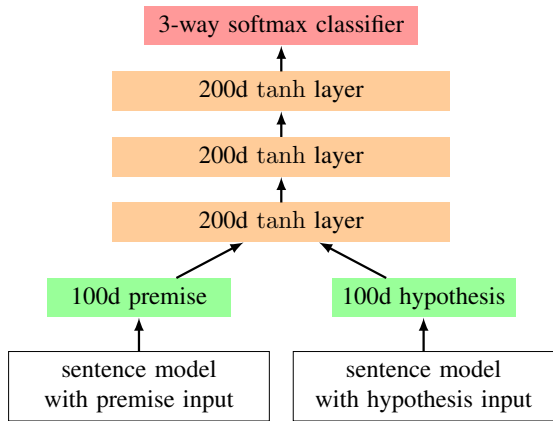 3-way softmax classifier
200d tanh layer
200d tanh layer
200d tanh layer
100d premise
100d hypothesis
sentence model
with premise input
sentence model
with hypothesis input